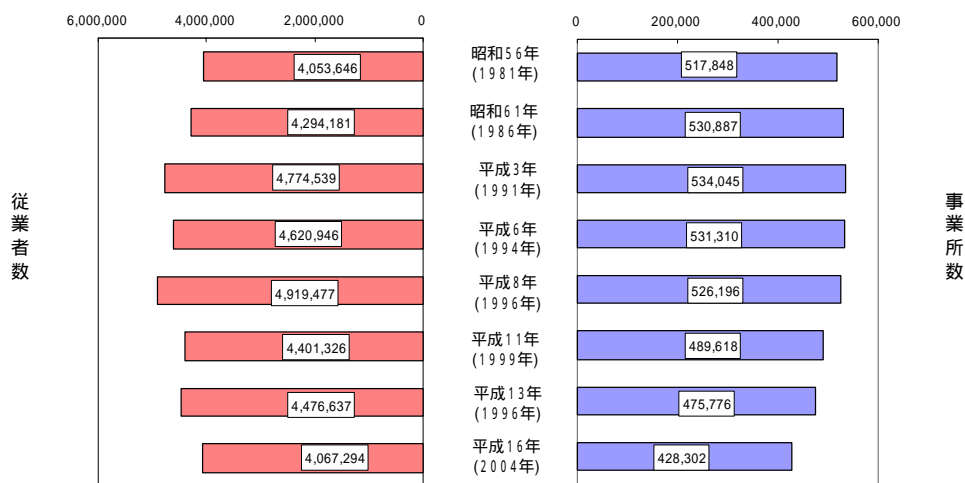 6,000,000 4,000,000 2,000,000 0 0 200,000 400,000 600,000
4,053,646 昭和56年 517,848
(1981年)
4,294,181 昭和61年 530,887
(1986年)
4,774,539 平成3年 534,045
(1991年)
従業者数
4,620,946 平成6年 531,310
(1994年)
事業所数
4,919,477 平成8年 526,196
(1996年)
4,401,326 平成11年 489,618
(1999年)
4,476,637 平成13年 475,776
(1996年)
4,067,294 平成16年 428,302
(2004年)